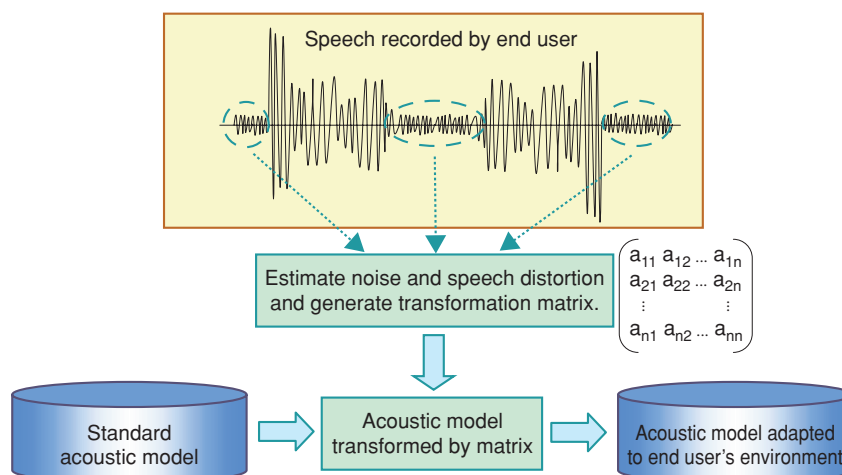 Speech recorded by end user
Estimate noise and speech distortion
and generate transformation matrix.
a11 a12 ... a1n
a21 a22 ... a2n
⋮ ⋮
an1 an2 ... ann
Standard
acoustic model
Acoustic model
transformed by matrix
Acoustic model adapted
to end user's environment